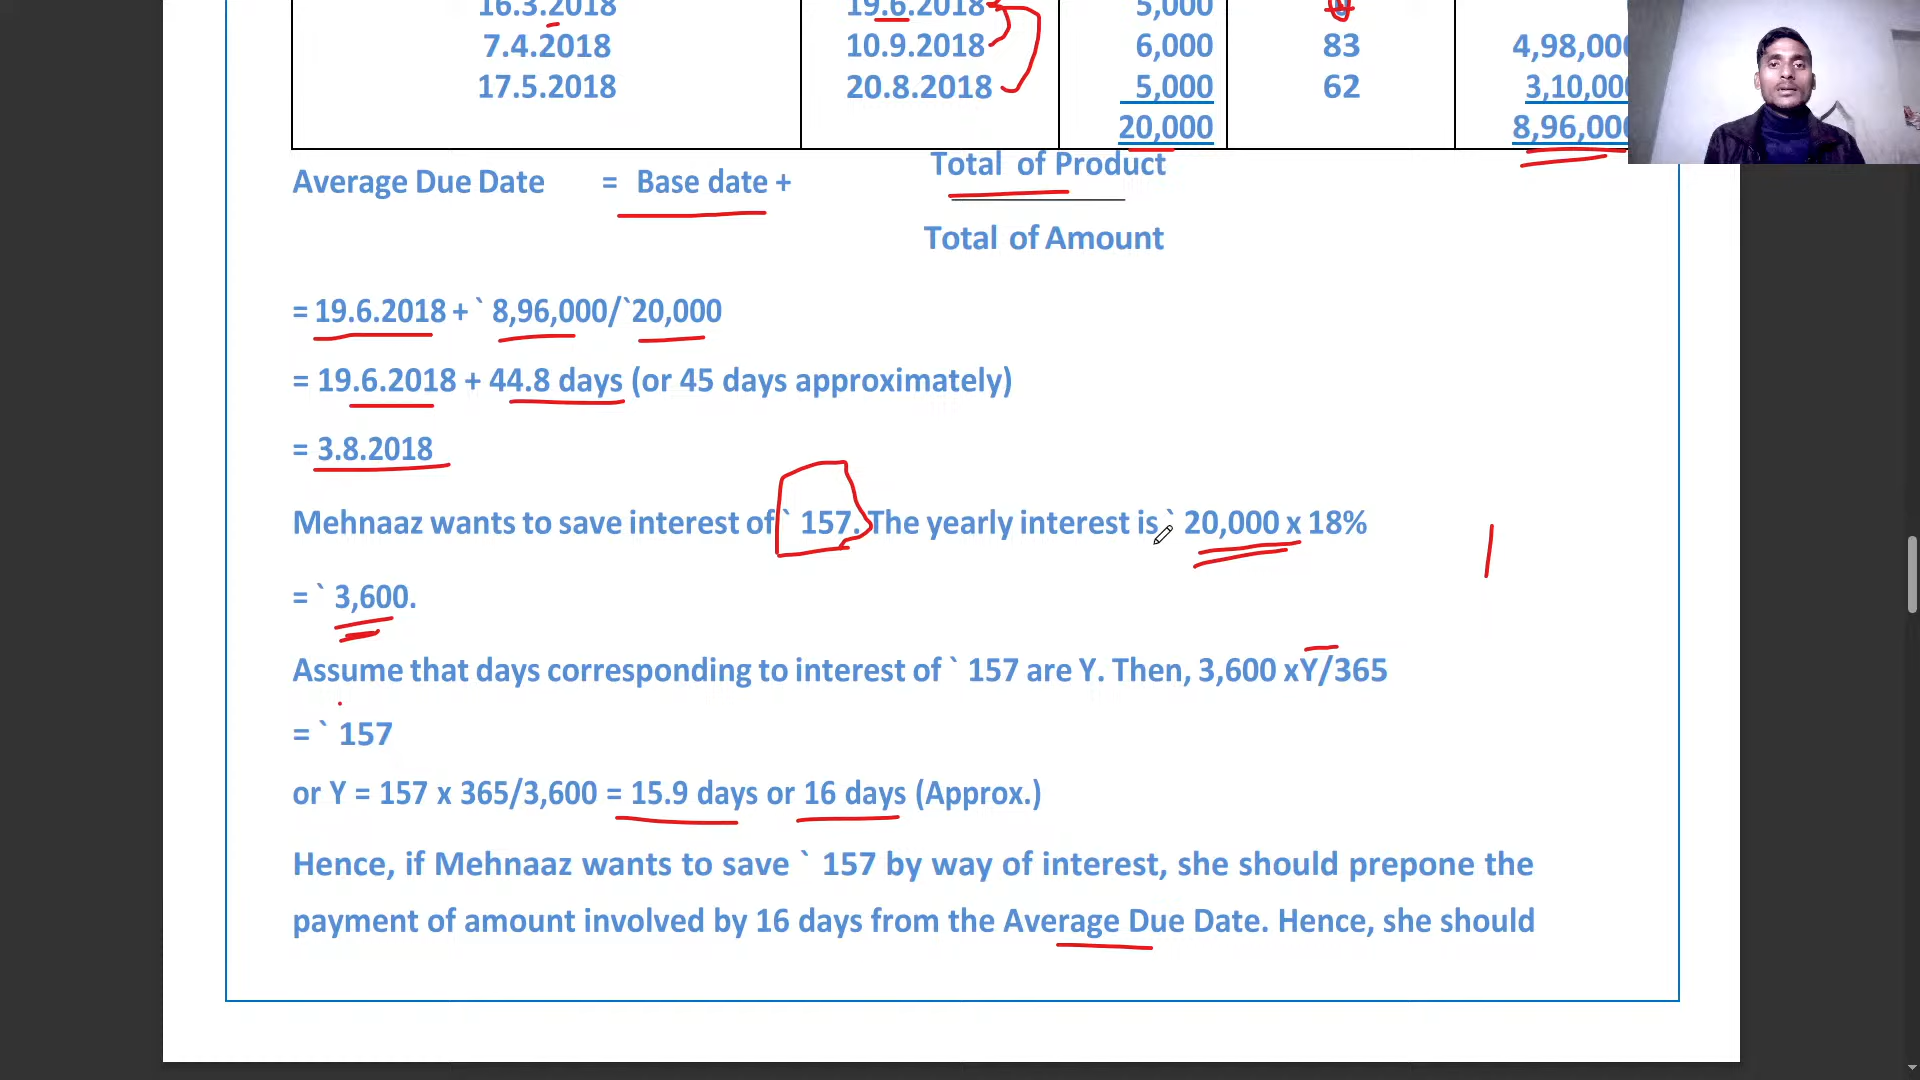 16.3.2018 19.6.2018 5,000 0
7.4.2018 10.9.2018 6,000 83 4,98,000
17.5.2018 20.8.2018 5,000 62 3,10,000
20,000 8,96,000
Average Due Date = Base date + Total of Product
Total of Amount
= 19.6.2018 + ` 8,96,000/`20,000
= 19.6.2018 + 44.8 days (or 45 days approximately)
= 3.8.2018
Mehnaaz wants to save interest of ` 157. The yearly interest is ` 20,000 x 18%
= ` 3,600.
Assume that days corresponding to interest of ` 157 are Y. Then, 3,600 xY/365
= ` 157
or Y = 157 x 365/3,600 = 15.9 days or 16 days (Approx.)
Hence, if Mehnaaz wants to save ` 157 by way of interest, she should prepone the
payment of amount involved by 16 days from the Average Due Date. Hence, she should